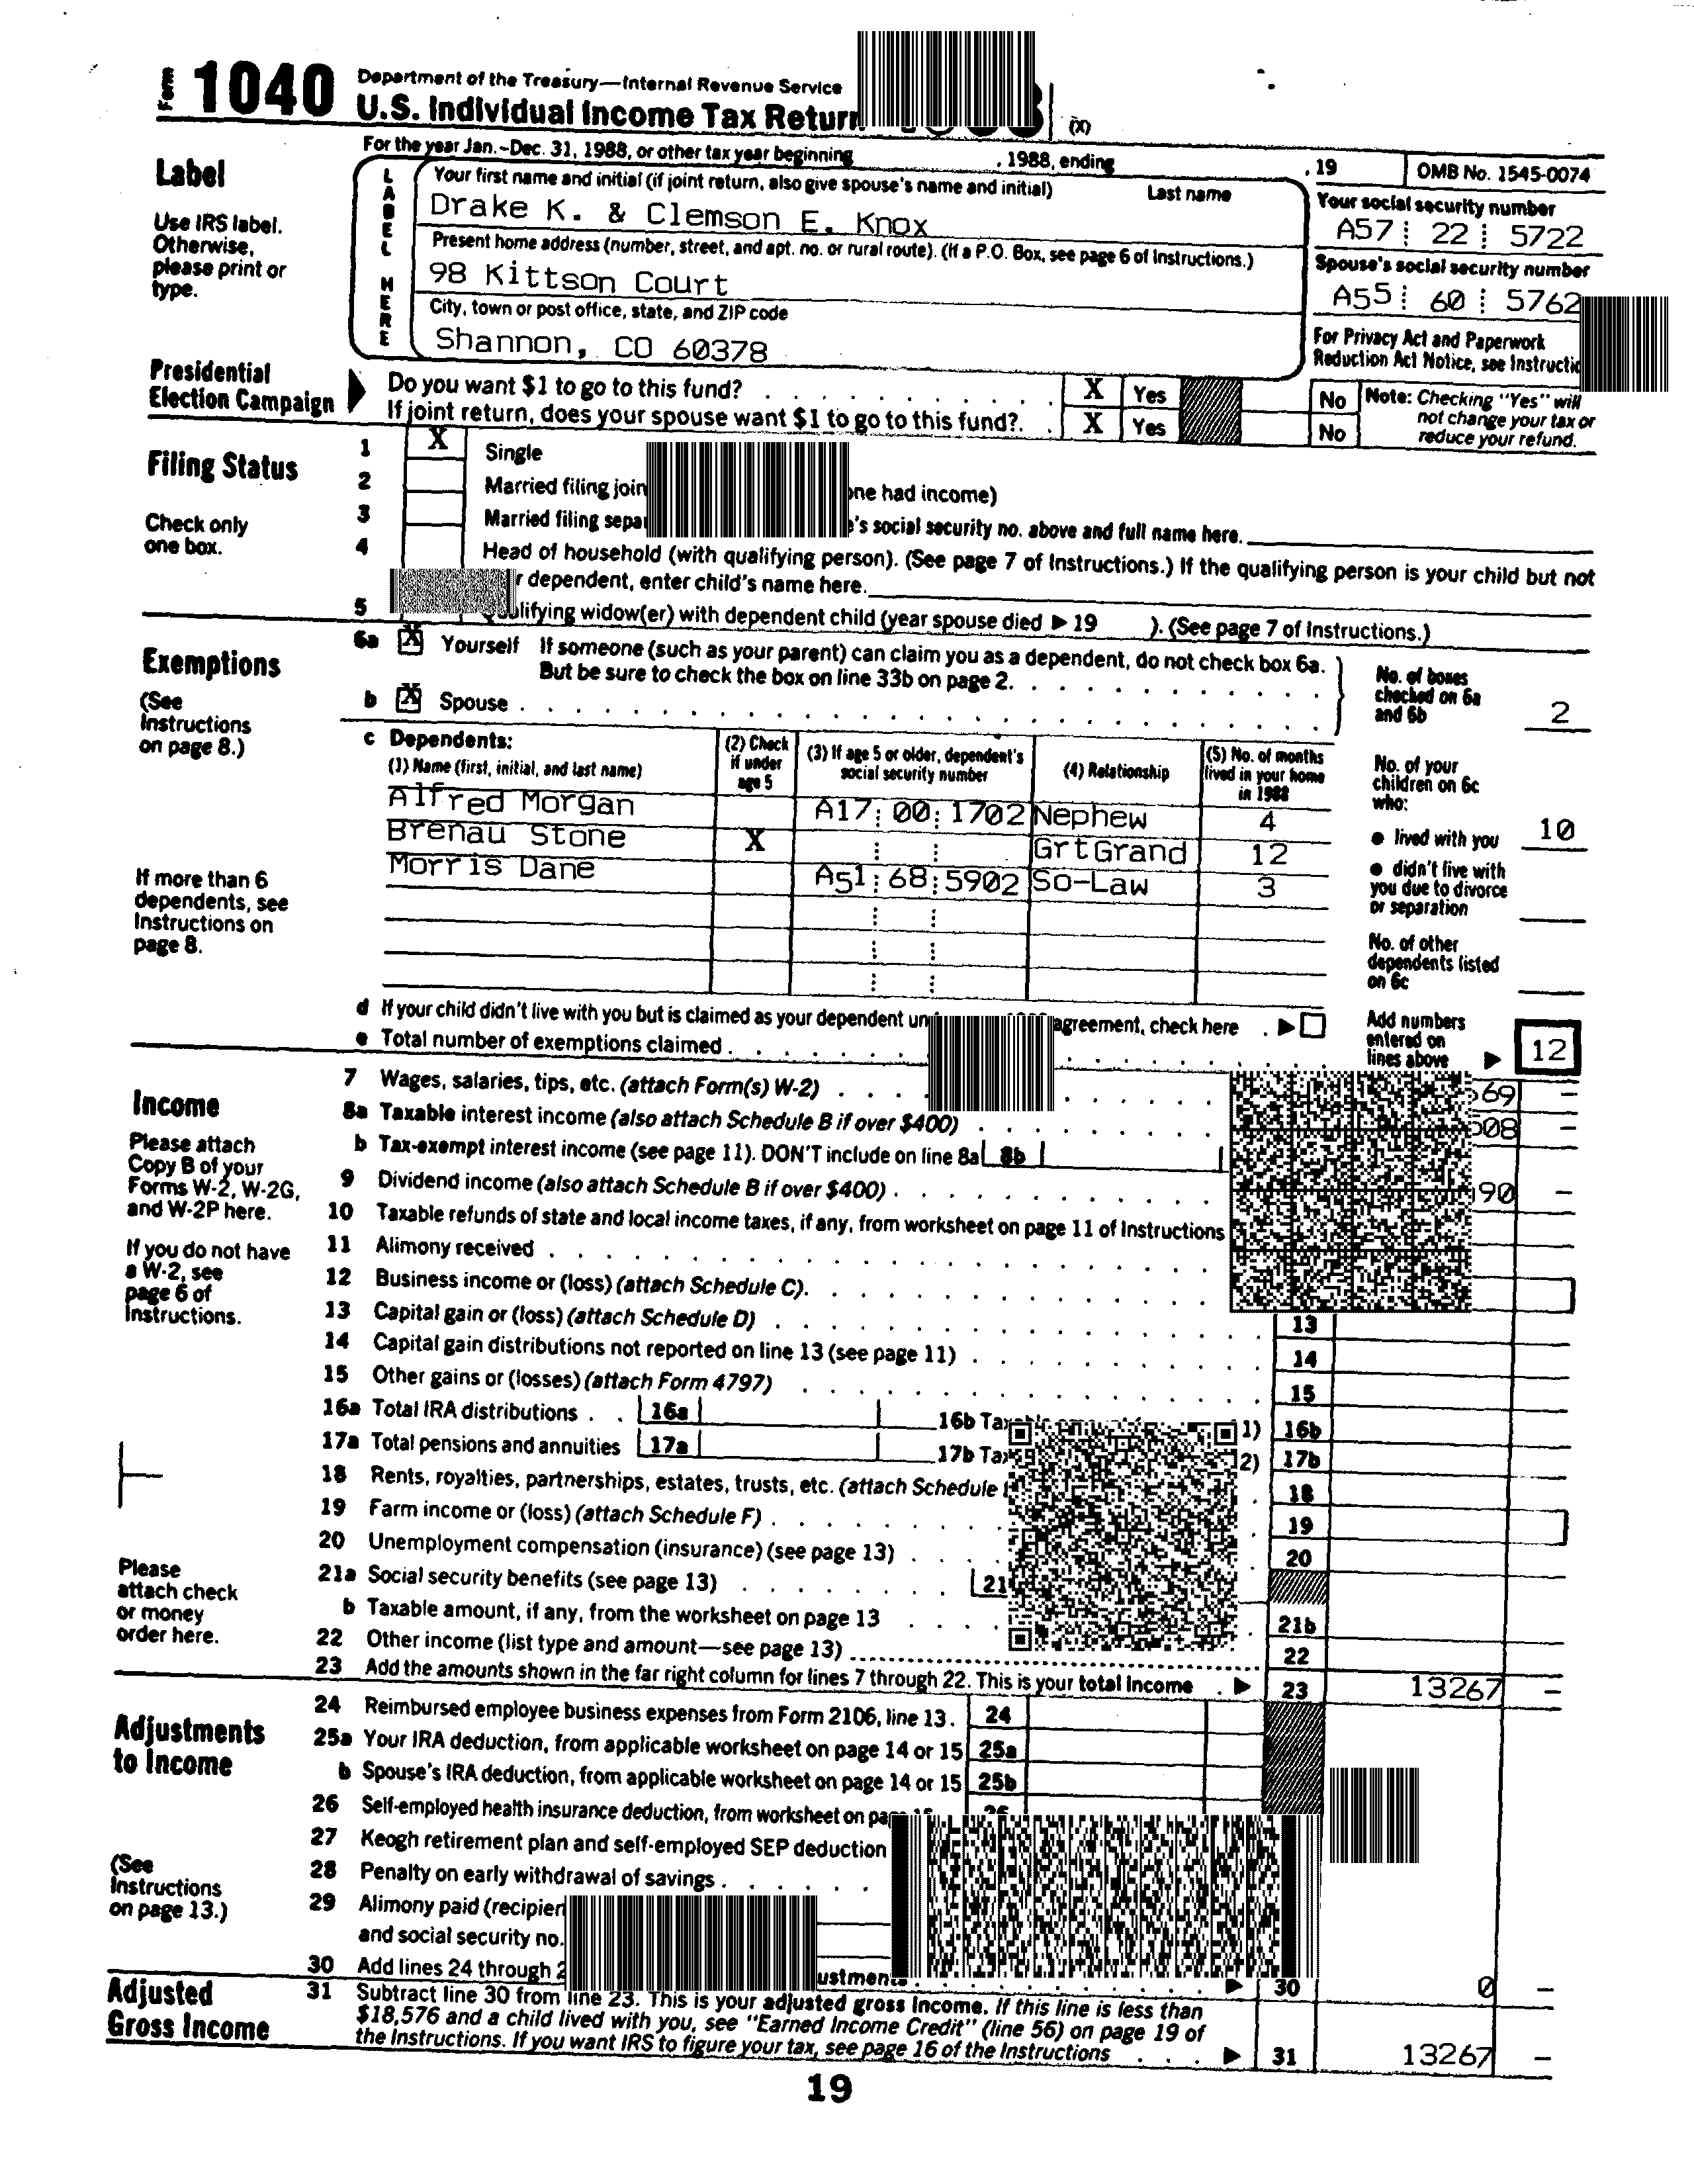 Form 1040 Department of the Treasury—Internal Revenue Service
U.S. Individual Income Tax Return (X)
For the year Jan.–Dec. 31, 1988, or other tax year beginning , 1988, ending , 19 OMB No. 1545-0074
Label
Use IRS label.
Otherwise,
please print or
type.
LABEL HERE
Your first name and initial (if joint return, also give spouse's name and initial) Last name
Drake K. & Clemson E. Knox
Present home address (number, street, and apt. no. or rural route). (If a P.O. Box, see page 6 of Instructions.)
98 Kittson Court
City, town or post office, state, and ZIP code
Shannon, CO 60378
Your social security number
A57 22 5722
Spouse's social security number
A55 60 5762
For Privacy Act and Paperwork
Reduction Act Notice, see
Presidential
Election Campaign
Do you want $1 to go to this fund? X Yes No
If joint return, does your spouse want $1 to go to this fund?. X Yes No
Note: Checking "Yes" will
not change your tax or
reduce your refund.
Filing Status
Check only
one box.
1 X Single
2 Married filing had income)
3 Married filing social security no. above and full name here.
4 Head of household (with qualifying person). (See page 7 of Instructions.) If the qualifying person is your child but not
dependent, enter child's name here.
5 widow(er) with dependent child (year spouse died ▶ 19 ). (See page 7 of Instructions.)
Exemptions
(See
Instructions
on page 8.)
6a X Yourself If someone (such as your parent) can claim you as a dependent, do not check box 6a.
But be sure to check the box on line 33b on page 2.
b X Spouse
No. of boxes
checked on 6a
and 6b 2
c Dependents:
(1) Name (first, initial, and last name) (2) Check if under age 5 (3) If age 5 or older, dependent's social security number (4) Relationship (5) No. of months lived in your home in 1988
Alfred Morgan A17 00 1702 Nephew 4
Brenau Stone X GrtGrand 12
Morris Dane A51 68 5902 So-Law 3
If more than 6
dependents, see
Instructions on
page 8.
No. of your
children on 6c
who:
● lived with you 10
● didn't live with
you due to divorce
or separation
No. of other
dependents listed
on 6c
d If your child didn't live with you but is claimed as your dependent agreement, check here ▶
e Total number of exemptions claimed
Add numbers
entered on
lines above ▶ 12
Income
Please attach
Copy B of your
Forms W-2, W-2G,
and W-2P here.
If you do not have
a W-2, see
page 6 of
Instructions.
7 Wages, salaries, tips, etc. (attach Form(s) W-2) –
8a Taxable interest income (also attach Schedule B if over $400) –
b Tax-exempt interest income (see page 11). DON'T include on line 8a 8b
9 Dividend income (also attach Schedule B if over $400) –
10 Taxable refunds of state and local income taxes, if any, from worksheet on page 11 of Instructions
11 Alimony received
12 Business income or (loss) (attach Schedule C).
13 Capital gain or (loss) (attach Schedule D) 13
14 Capital gain distributions not reported on line 13 (see page 11) 14
15 Other gains or (losses) (attach Form 4797) 15
16a Total IRA distributions 16a 16b 16b
17a Total pensions and annuities 17a 17b 17b
18 Rents, royalties, partnerships, estates, trusts, etc. (attach Schedule 18
19 Farm income or (loss) (attach Schedule F) 19
20 Unemployment compensation (insurance) (see page 13) 20
21a Social security benefits (see page 13)
b Taxable amount, if any, from the worksheet on page 13 21b
22 Other income (list type and amount—see page 13) 22
23 Add the amounts shown in the far right column for lines 7 through 22. This is your total income ▶ 23 13267 –
Please
attach check
or money
order here.
Adjustments
to Income
(See
Instructions
on page 13.)
24 Reimbursed employee business expenses from Form 2106, line 13. 24
25a Your IRA deduction, from applicable worksheet on page 14 or 15 25a
b Spouse's IRA deduction, from applicable worksheet on page 14 or 15 25b
26 Self-employed health insurance deduction, from worksheet on
27 Keogh retirement plan and self-employed SEP deduction
28 Penalty on early withdrawal of savings
29 Alimony paid
and social security no.
30 Add lines 24 through ▶ 30 0 –
Adjusted
Gross Income
31 Subtract line 30 from line 23. This is your adjusted gross income. If this line is less than
$18,576 and a child lived with you, see "Earned Income Credit" (line 56) on page 19 of
the Instructions. If you want IRS to figure your tax, see page 16 of the Instructions ▶ 31 13267 –
19